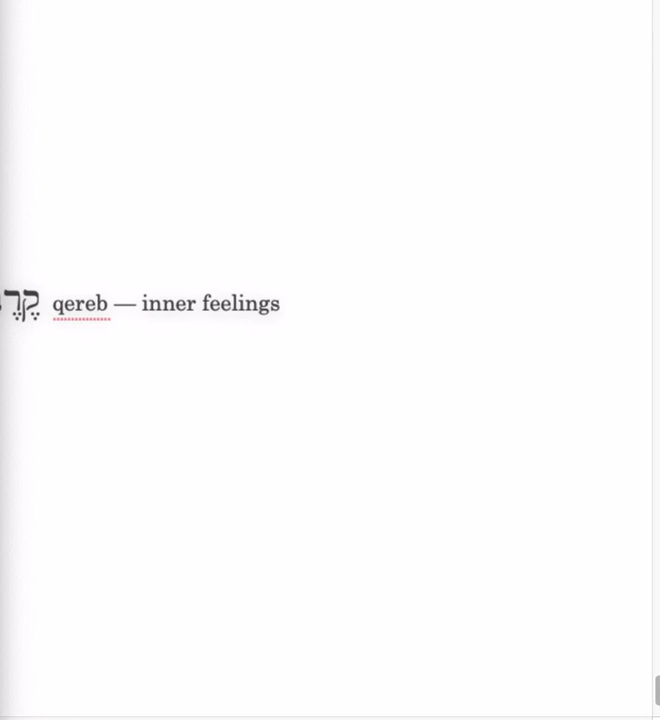 קֶרֶ qereb — inner feelings